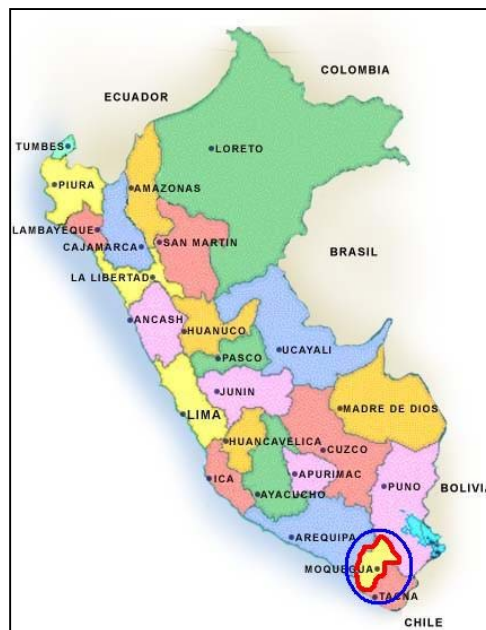 COLOMBIA
ECUADOR
TUMBES
LORETO
PIURA
AMAZONAS
LAMBAYEQUE
SAN MARTIN
CAJAMARCA
BRASIL
LA LIBERTAD
ANCASH
HUANUCO
UCAYALI
PASCO
JUNIN
MADRE DE DIOS
LIMA
HUANCAVELICA
CUZCO
ICA
APURIMAC
PUNO
BOLIVIA
AYACUCHO
AREQUIPA
MOQUEGUA
TACNA
CHILE